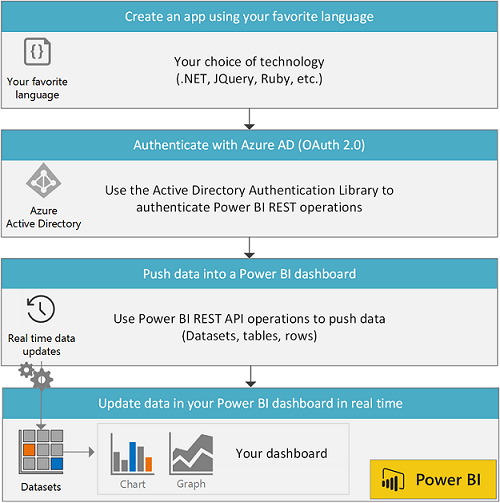 Create an app using your favorite language
Your favorite
language
Your choice of technology
(.NET, JQuery, Ruby, etc.)
Authenticate with Azure AD (OAuth 2.0)
Azure
Active Directory
Use the Active Directory Authentication Library to
authenticate Power BI REST operations
Push data into a Power BI dashboard
Real time data
updates
Use Power BI REST API operations to push data
(Datasets, tables, rows)
Update data in your Power BI dashboard in real time
Datasets
Chart
Graph
Your dashboard
Power BI